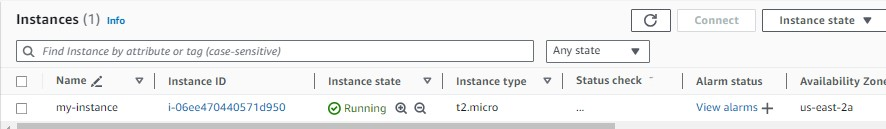 Instances (1) Info
Connect
Instance state
Find Instance by attribute or tag (case-sensitive)
Any state
Name
Instance ID
Instance state
Instance type
Status check
Alarm status
Availability Zone
my-instance
i-06ee470440571d950
Running
t2.micro
...
View alarms +
us-east-2a